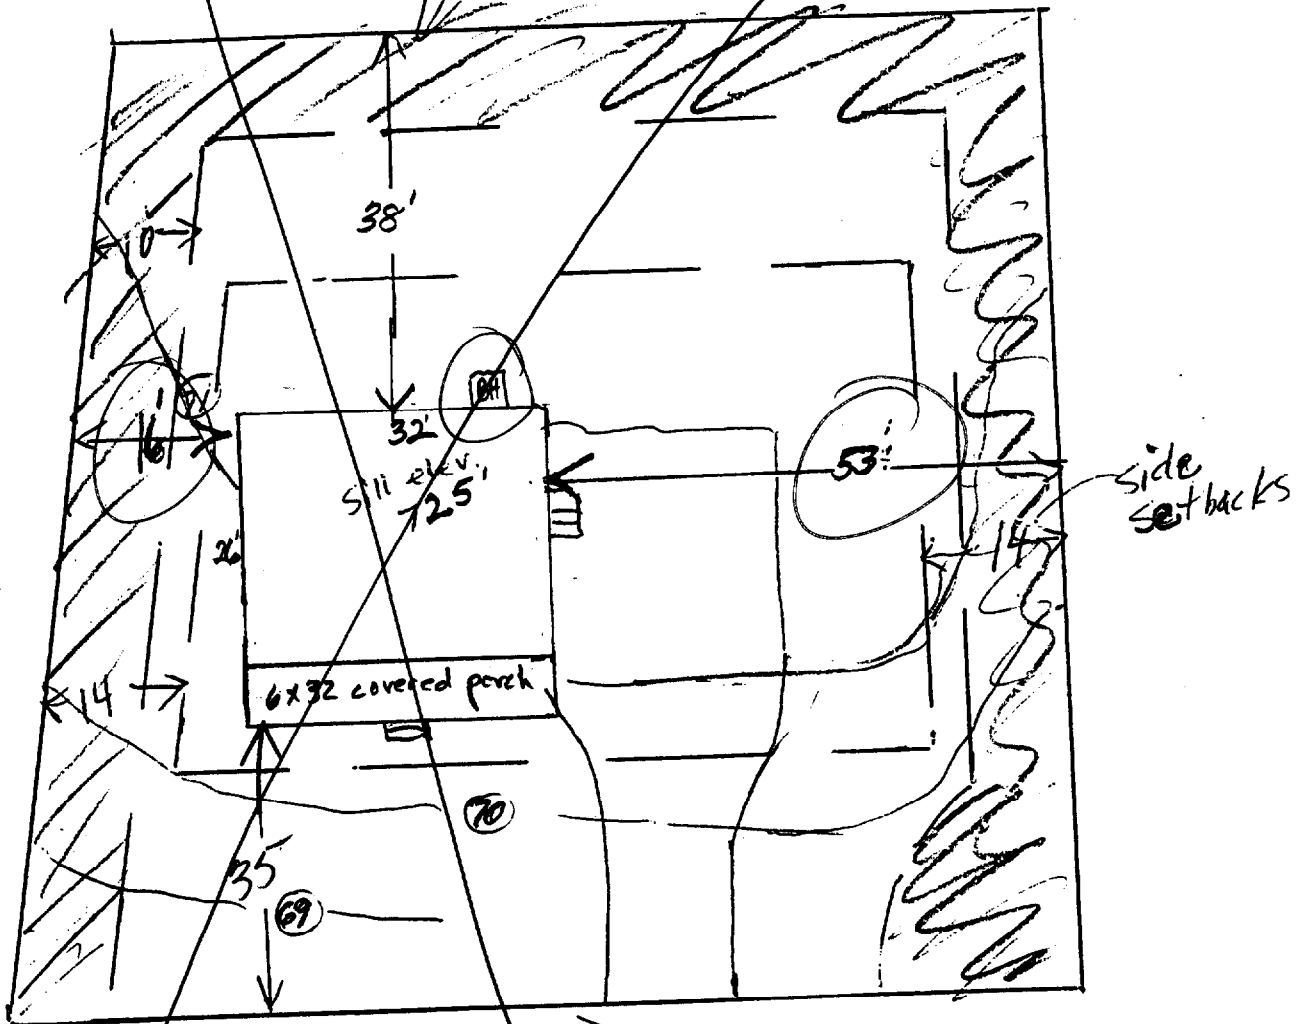 38'
10
BH
32'
16'
53'
sill elev.
72.5'
side
setbacks
26'
14
14
6x32 covered porch
70
35
69